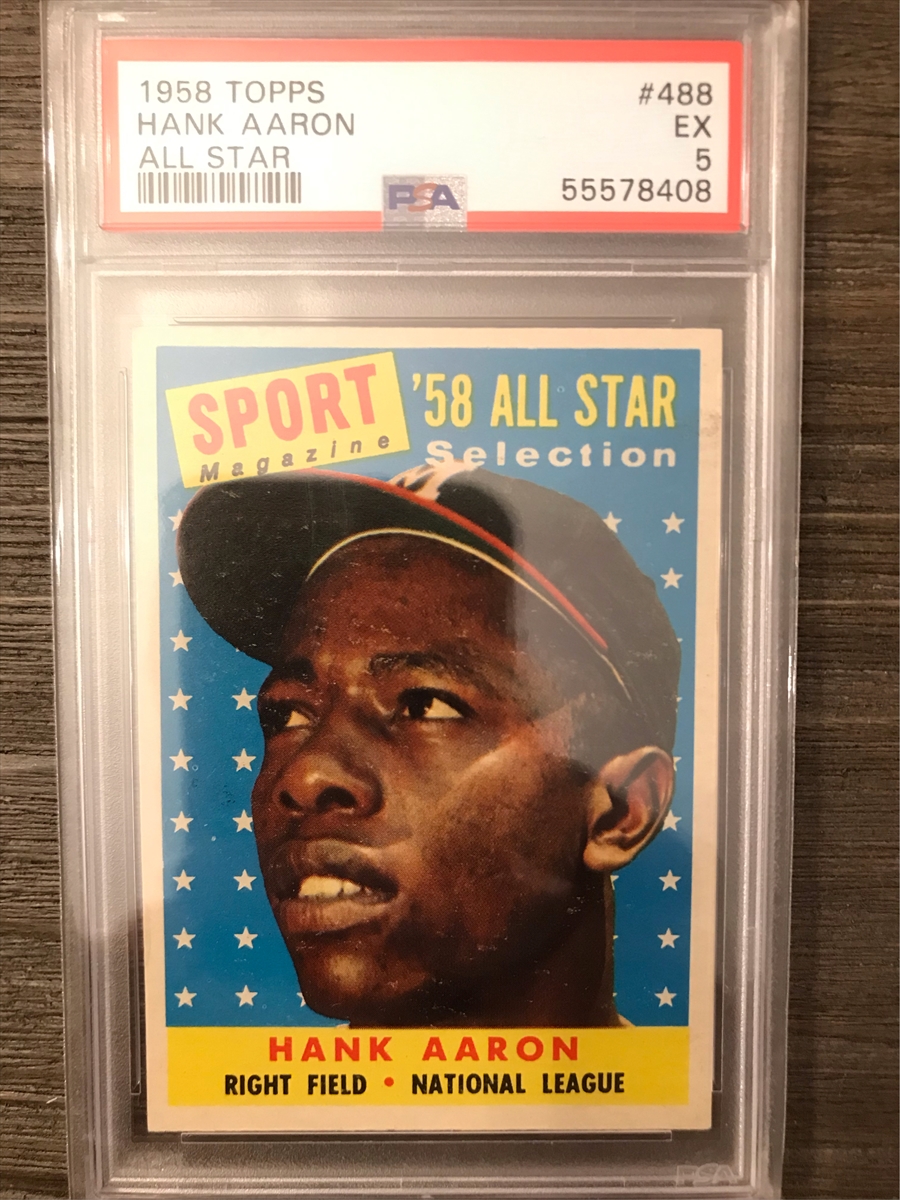 1958 TOPPS #488
HANK AARON EX
ALL STAR 5
PSA 55578408
SPORT
Magazine
'58 ALL STAR
Selection
HANK AARON
RIGHT FIELD • NATIONAL LEAGUE
PSA